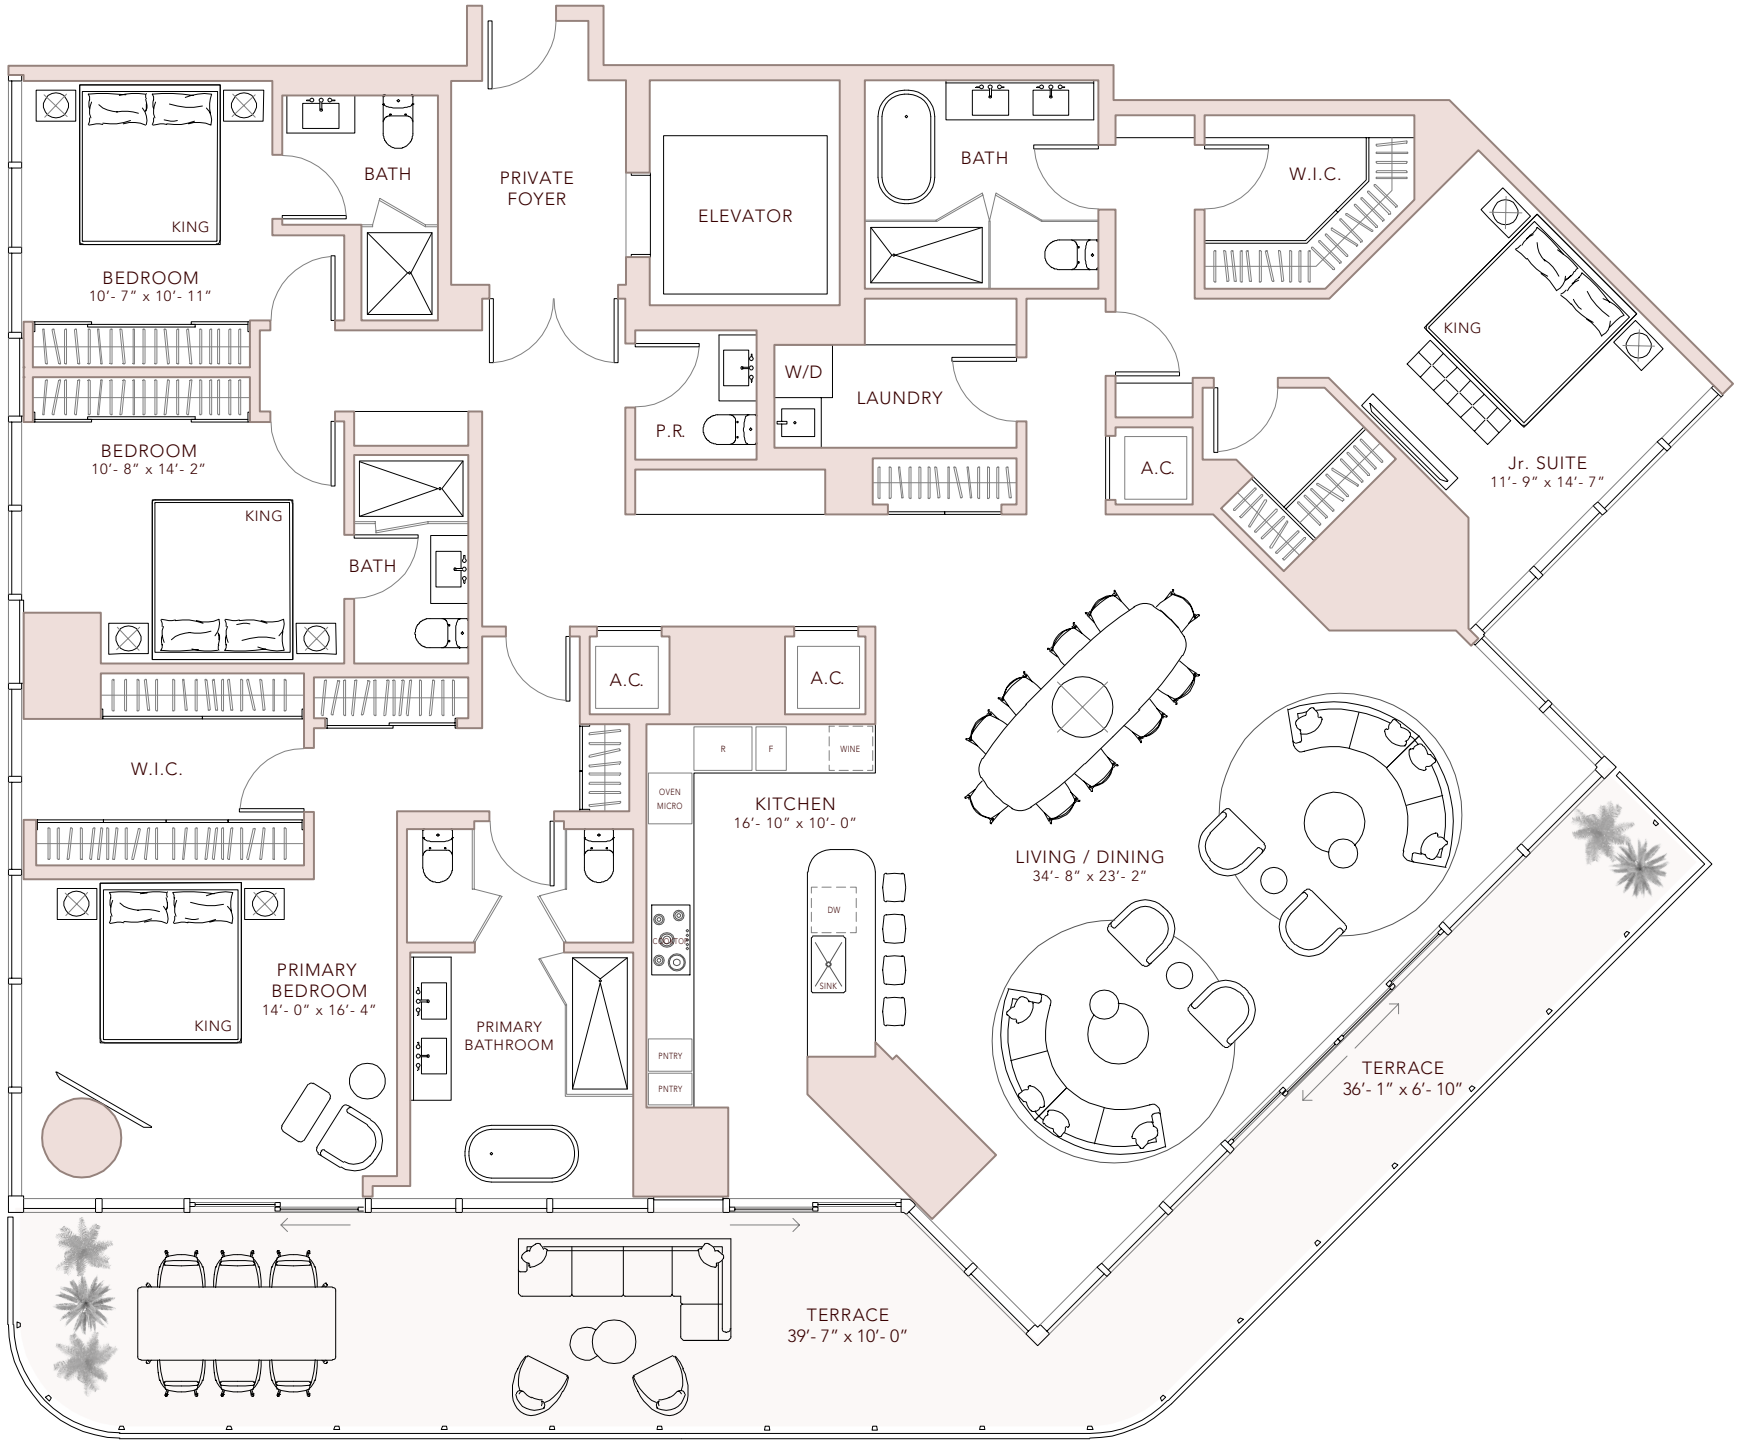 PRIVATE
FOYER
ELEVATOR
BATH
BATH
W.I.C.
KING
BEDROOM
10'- 7" x 10'- 11"
KING
W/D
LAUNDRY
P.R.
A.C.
Jr. SUITE
11'- 9" x 14'- 7"
BEDROOM
10'- 8" x 14'- 2"
KING
BATH
A.C.
A.C.
W.I.C.
R
F
WINE
OVEN
MICRO
KITCHEN
16'- 10" x 10'- 0"
LIVING / DINING
34'- 8" x 23'- 2"
DW
COOKTOP
SINK
PRIMARY
BEDROOM
14'- 0" x 16'- 4"
KING
PRIMARY
BATHROOM
PNTRY
PNTRY
TERRACE
36'- 1" x 6'- 10"
TERRACE
39'- 7" x 10'- 0"